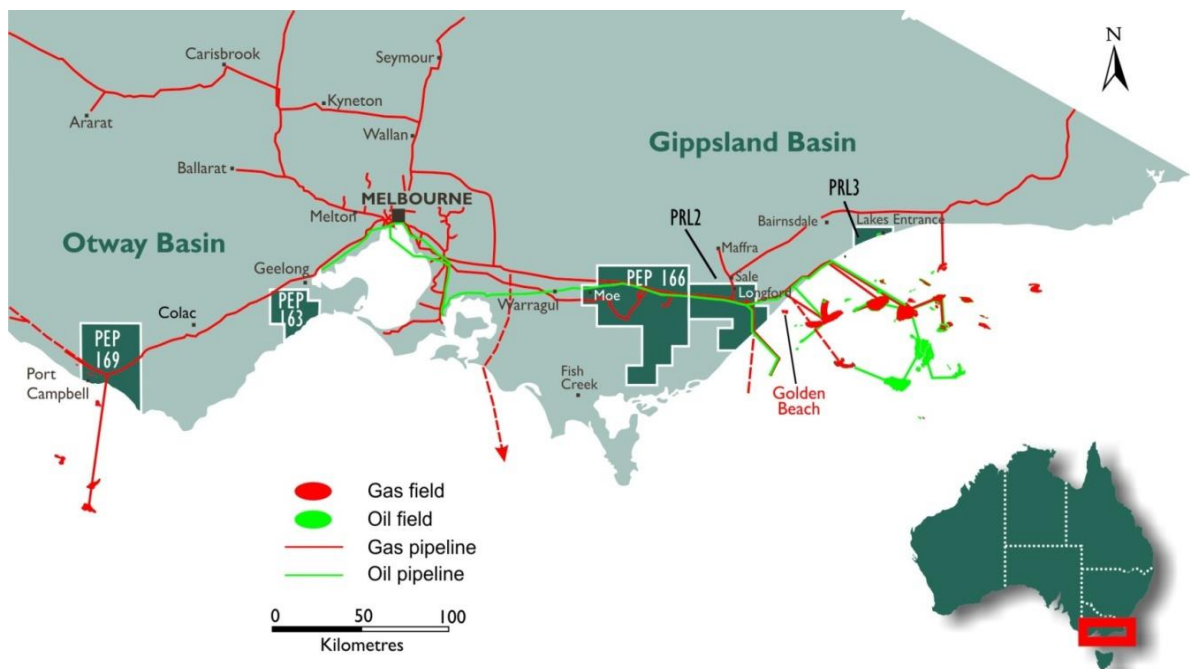 N
Carisbrook
Seymour
Kyneton
Ararat
Wallan
Gippsland Basin
Ballarat
PRL3
MELBOURNE
Melton
PRL2
Bairnsdale
Lakes Entrance
Otway Basin
Maffra
Geelong
Sale
PEP 166
Moe
Longford
PEP
163
Warragul
Colac
PEP
169
Port
Campbell
Fish
Creek
Golden
Beach
Gas field
Oil field
Gas pipeline
Oil pipeline
0 50 100
Kilometres